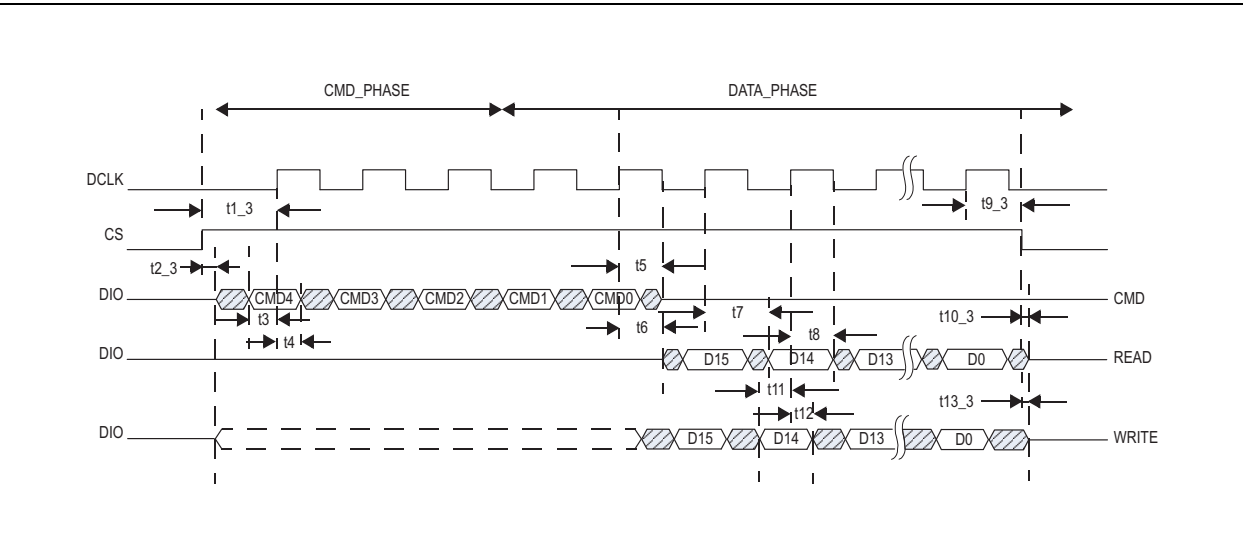 CMD_PHASE DATA_PHASE
DCLK
t1_3 t9_3
CS
t2_3 t5
DIO CMD4 CMD3 CMD2 CMD1 CMD0 CMD
t3 t6 t7 t10_3
t4 t8
DIO D15 D14 D13 D0 READ
t11
t12 t13_3
DIO D15 D14 D13 D0 WRITE